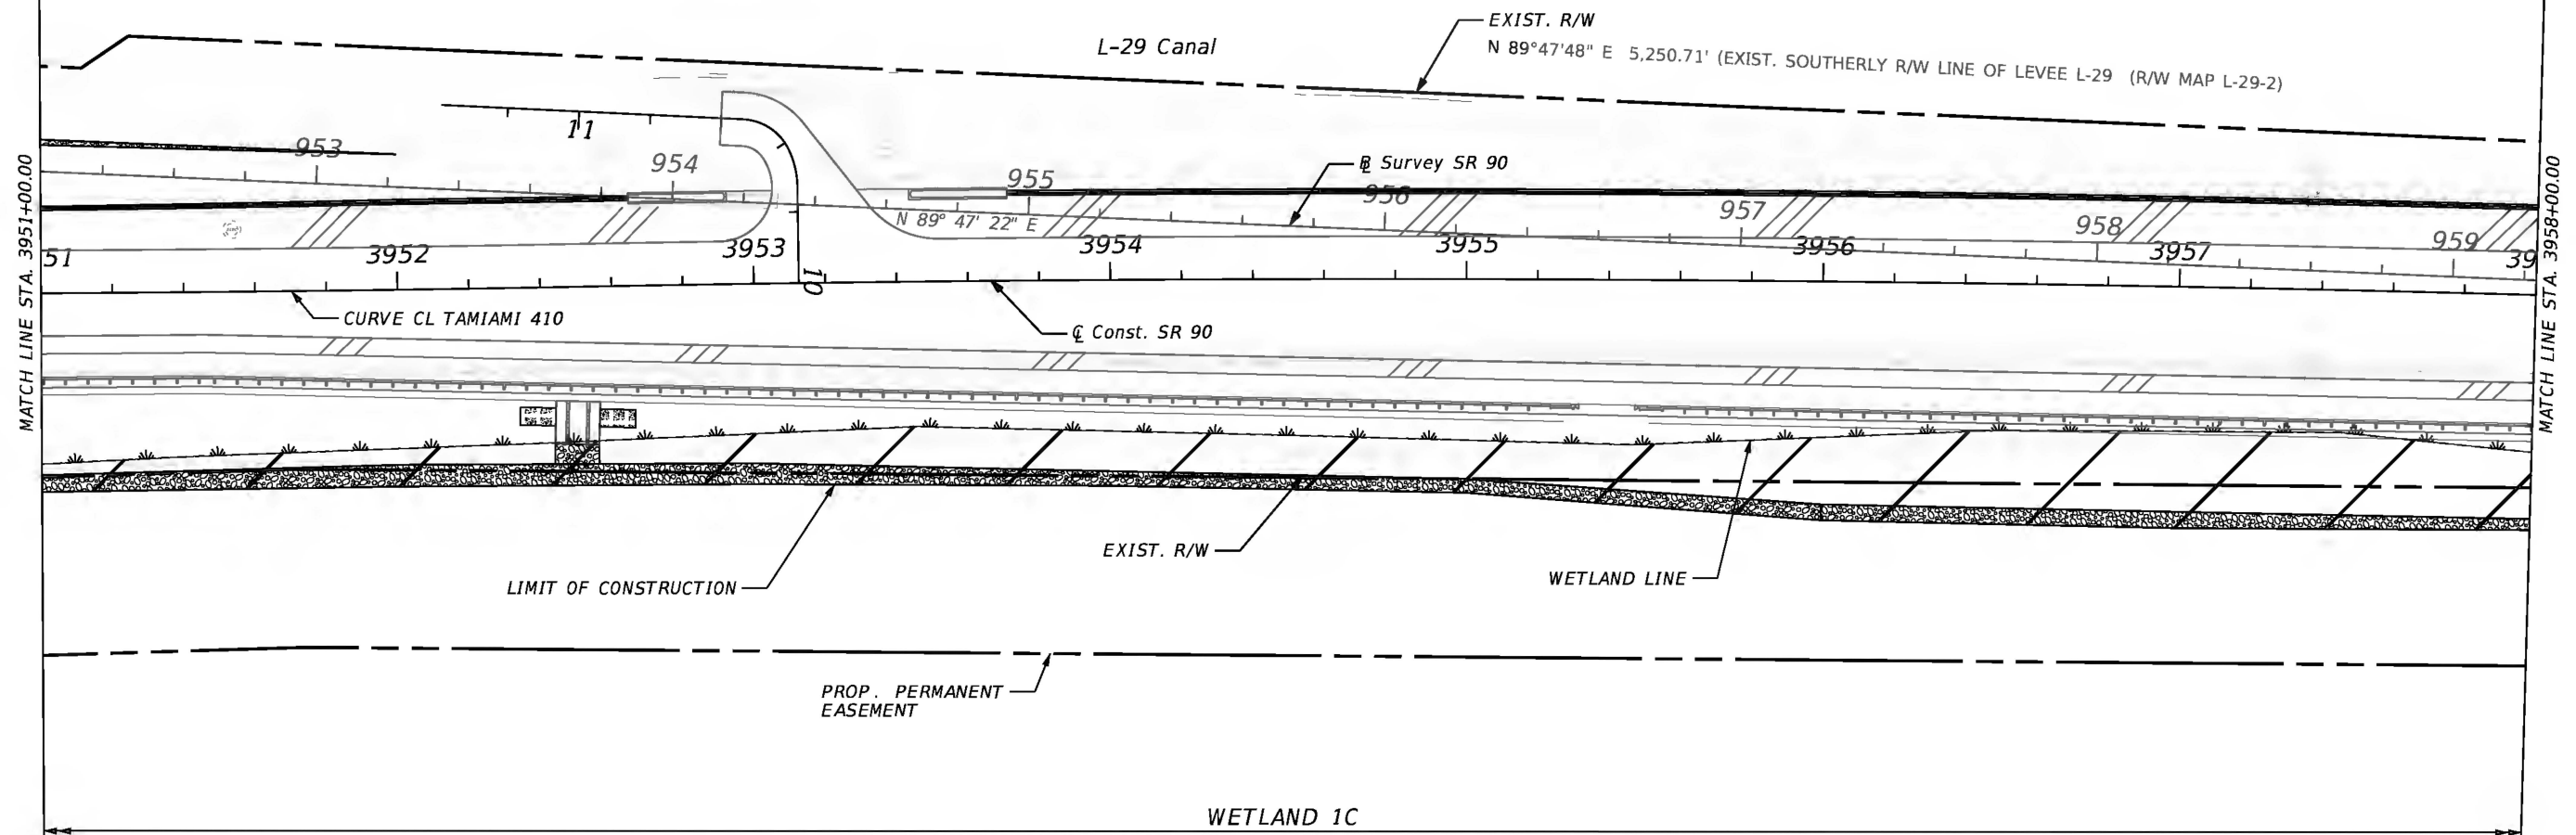 EXIST. R/W
N 89°47'48" E 5,250.71' (EXIST. SOUTHERLY R/W LINE OF LEVEE L-29 (R/W MAP L-29-2)
L-29 Canal
11
953
954
955
956
957
958
959
℄ Survey SR 90
N 89° 47' 22" E
MATCH LINE STA. 3951+00.00
MATCH LINE STA. 3958+00.00
51
3952
3953
3954
3955
3956
3957
39
10
CURVE CL TAMIAMI 410
℄ Const. SR 90
EXIST. R/W
LIMIT OF CONSTRUCTION
WETLAND LINE
PROP. PERMANENT
EASEMENT
WETLAND 1C